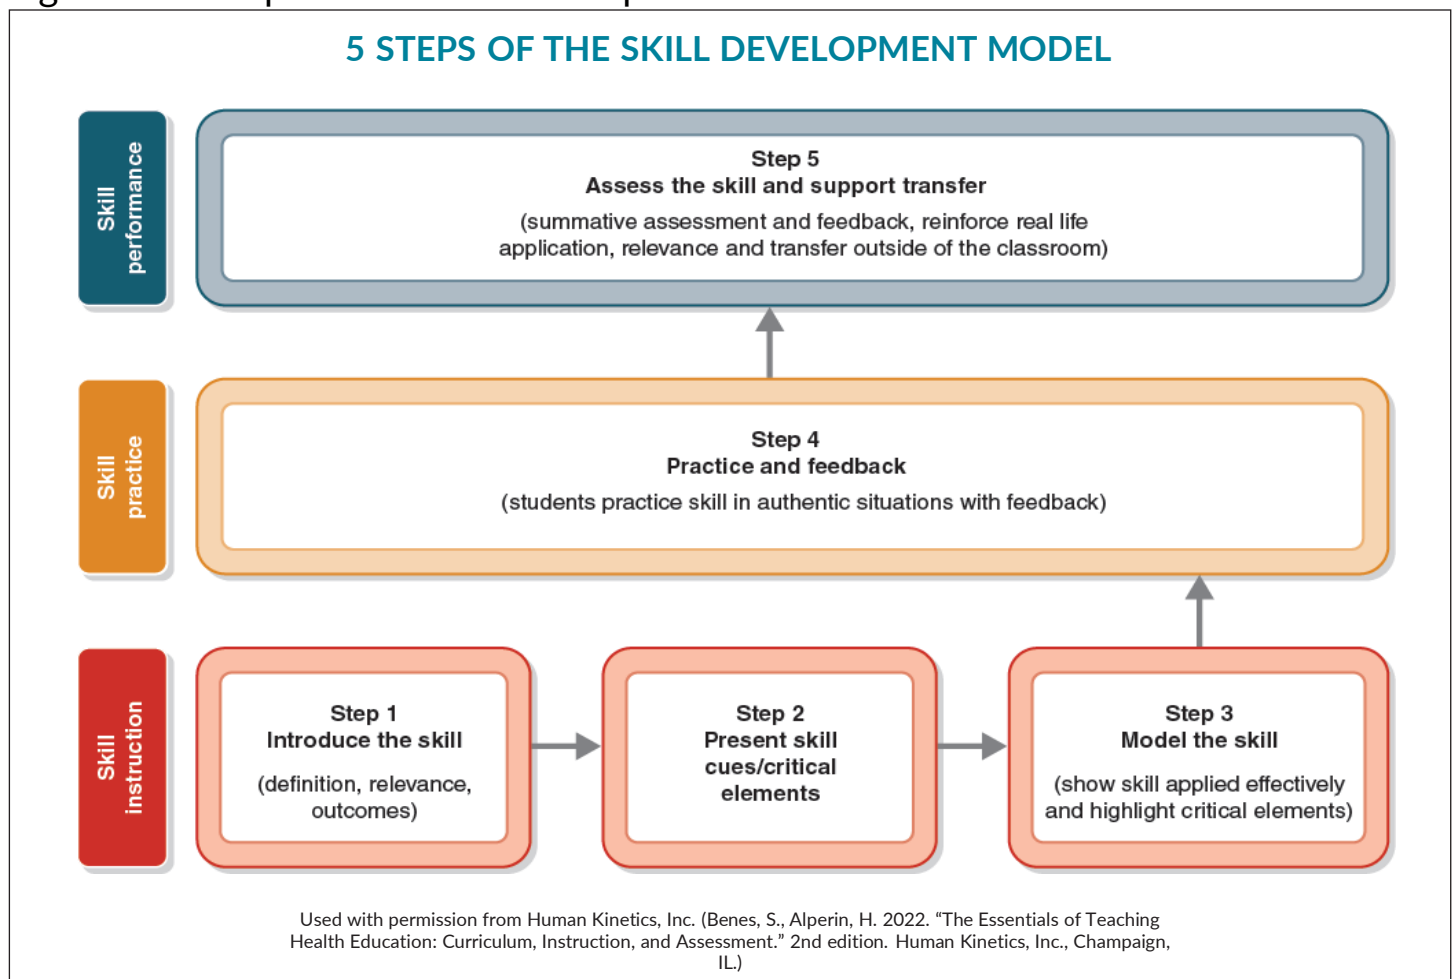 5 STEPS OF THE SKILL DEVELOPMENT MODEL
Skill
performance
Step 5
Assess the skill and support transfer
(summative assessment and feedback, reinforce real life
application, relevance and transfer outside of the classroom)
Skill
practice
Step 4
Practice and feedback
(students practice skill in authentic situations with feedback)
Skill
instruction
Step 1
Introduce the skill
(definition, relevance,
outcomes)
Step 2
Present skill
cues/critical
elements
Step 3
Model the skill
(show skill applied effectively
and highlight critical elements)
Used with permission from Human Kinetics, Inc. (Benes, S., Alperin, H. 2022. “The Essentials of Teaching
Health Education: Curriculum, Instruction, and Assessment.” 2nd edition. Human Kinetics, Inc., Champaign,
IL.)